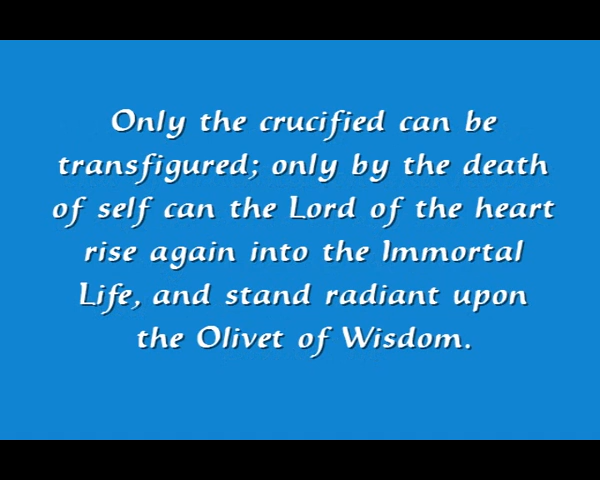 Only the crucified can be
transfigured; only by the death
of self can the Lord of the heart
rise again into the Immortal
Life, and stand radiant upon
the Olivet of Wisdom.